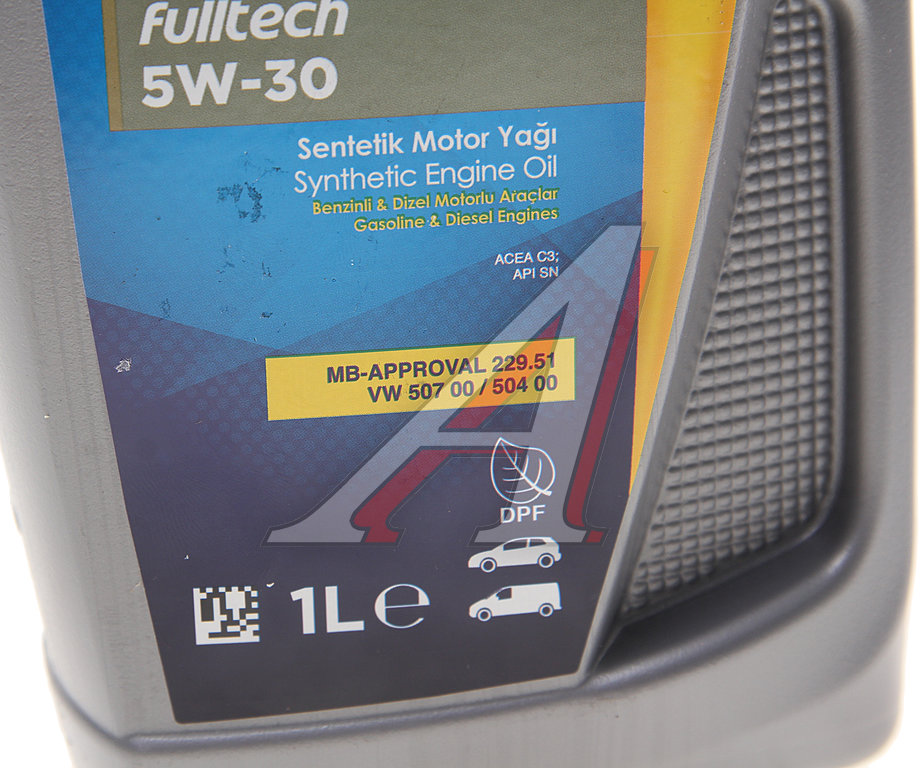 fulltech
5W-30
Sentetik Motor Yağı
Synthetic Engine Oil
Benzinli & Dizel Motorlu Araçlar
Gasoline & Diesel Engines
ACEA C3;
API SN
MB-APPROVAL 229.51
VW 507 00 / 504 00
DPF
1L e